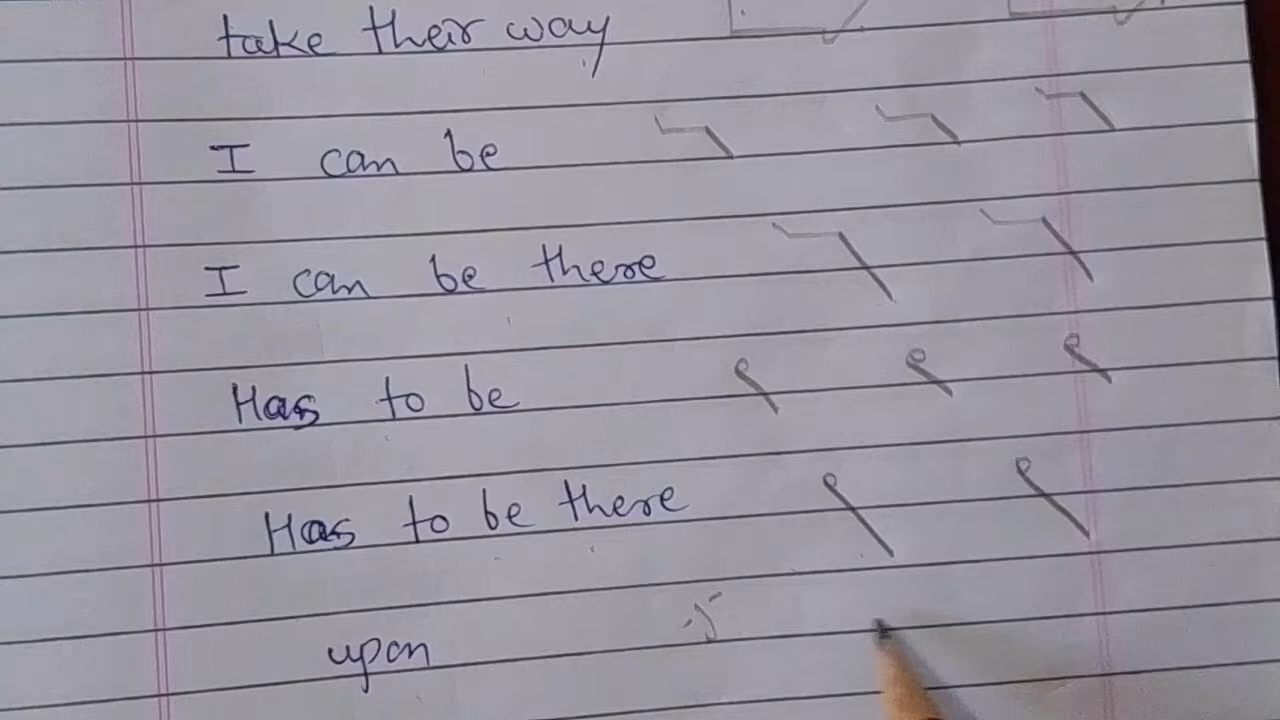 take their way
I can be
I can be there
Has to be
Has to be there
upon